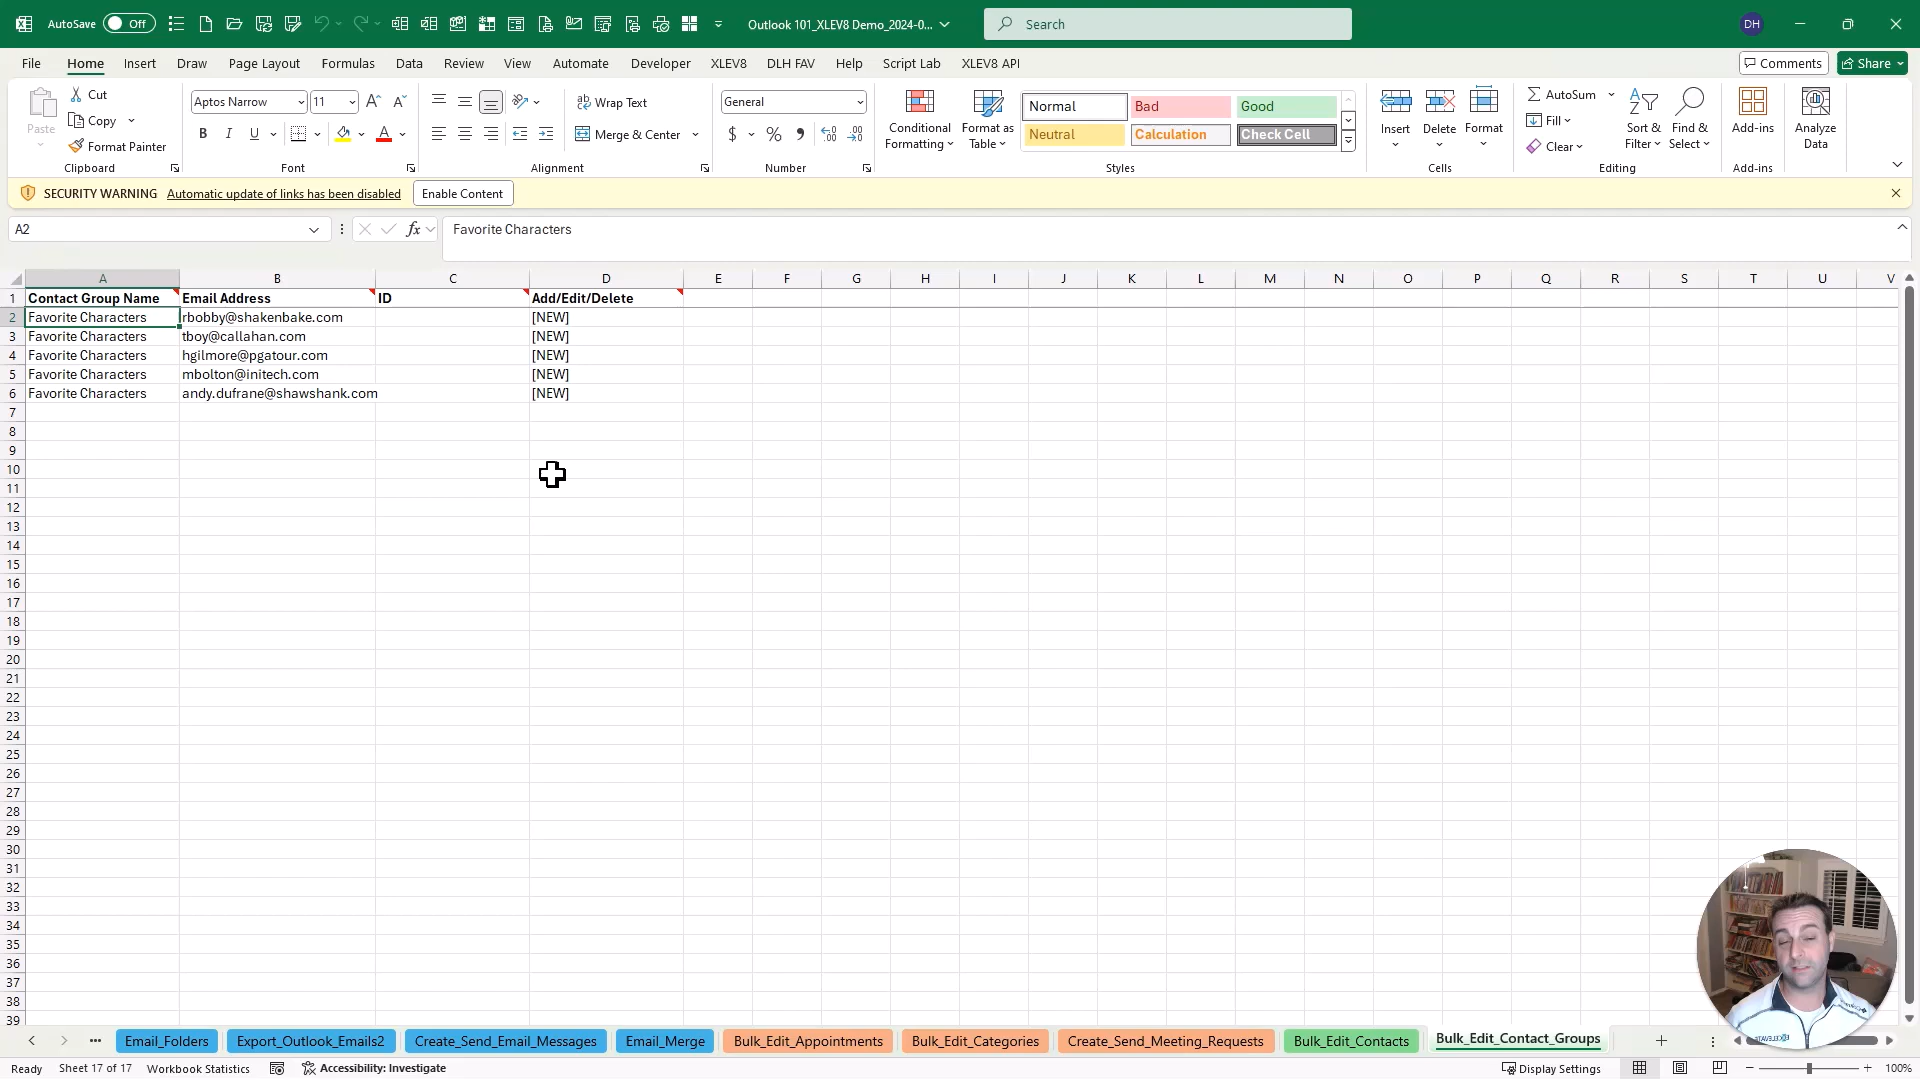 AutoSave Off Outlook 101_XLEV8 Demo_2024-0... Search DH
File Home Insert Draw Page Layout Formulas Data Review View Automate Developer XLEV8 DLH FAV Help Script Lab XLEV8 API Comments Share
Paste Cut Copy Format Painter Clipboard
Aptos Narrow 11 B I U Font
Wrap Text Merge & Center Alignment
General $ % Number
Conditional Formatting Format as Table
Normal Bad Good
Neutral Calculation Check Cell
Styles
Insert Delete Format Cells
AutoSum Fill Clear Sort & Filter Find & Select Editing
Add-ins Add-ins
Analyze Data
SECURITY WARNING Automatic update of links has been disabled Enable Content
A2 fx Favorite Characters
A B C D E F G H I J K L M N O P Q R S T U V
1 Contact Group Name Email Address ID Add/Edit/Delete
2 Favorite Characters rbobby@shakenbake.com [NEW]
3 Favorite Characters tboy@callahan.com [NEW]
4 Favorite Characters hgilmore@pgatour.com [NEW]
5 Favorite Characters mbolton@initech.com [NEW]
6 Favorite Characters andy.dufrane@shawshank.com [NEW]
7
8
9
10
11
12
13
14
15
16
17
18
19
20
21
22
23
24
25
26
27
28
29
30
31
32
33
34
35
36
37
38
39
Email_Folders Export_Outlook_Emails2 Create_Send_Email_Messages Email_Merge Bulk_Edit_Appointments Bulk_Edit_Categories Create_Send_Meeting_Requests Bulk_Edit_Contacts Bulk_Edit_Contact_Groups
Ready Sheet 17 of 17 Workbook Statistics Accessibility: Investigate Display Settings 100%